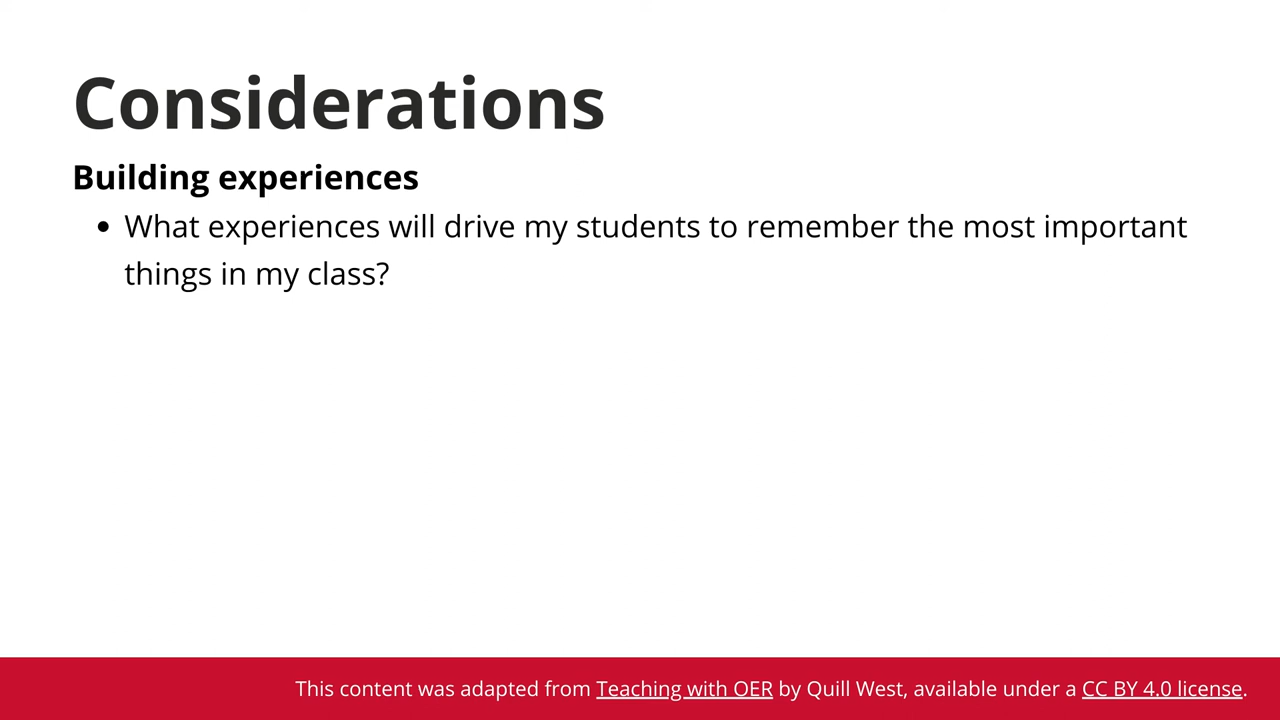 Considerations
Building experiences
• What experiences will drive my students to remember the most important
things in my class?
This content was adapted from Teaching with OER by Quill West, available under a CC BY 4.0 license.